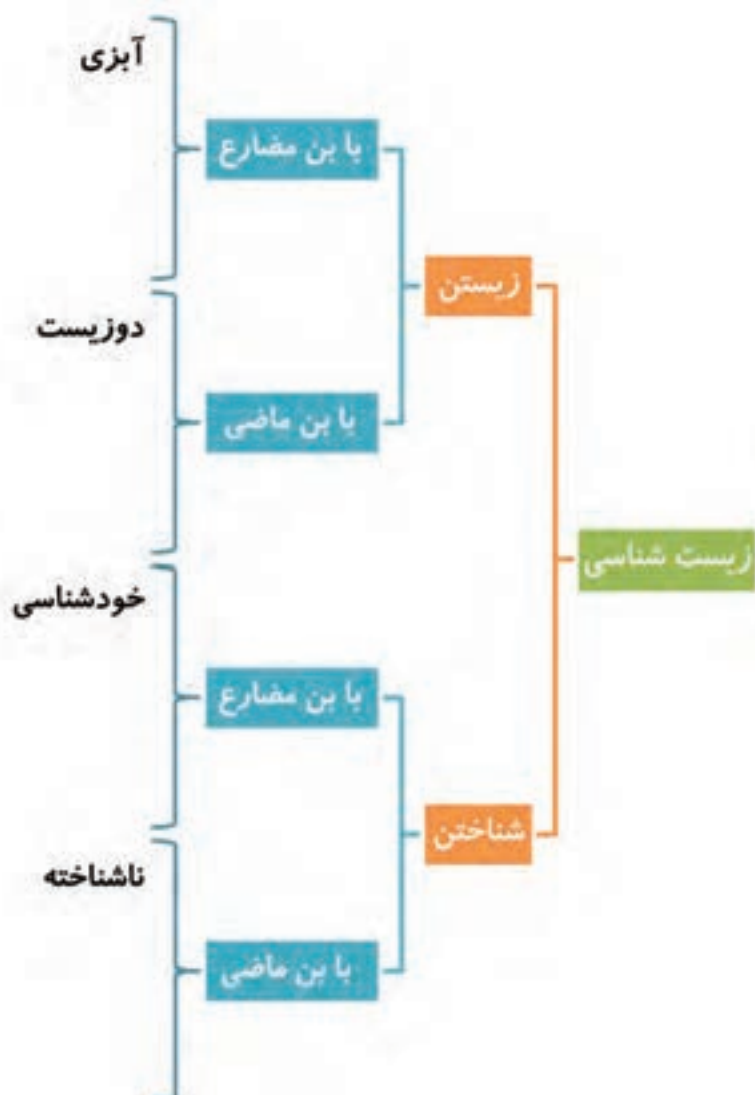 زیست شناسی
زیستن
با بن مضارع
آبزی
با بن ماضی
دوزیست
شناختن
با بن مضارع
خودشناسی
با بن ماضی
ناشناخته